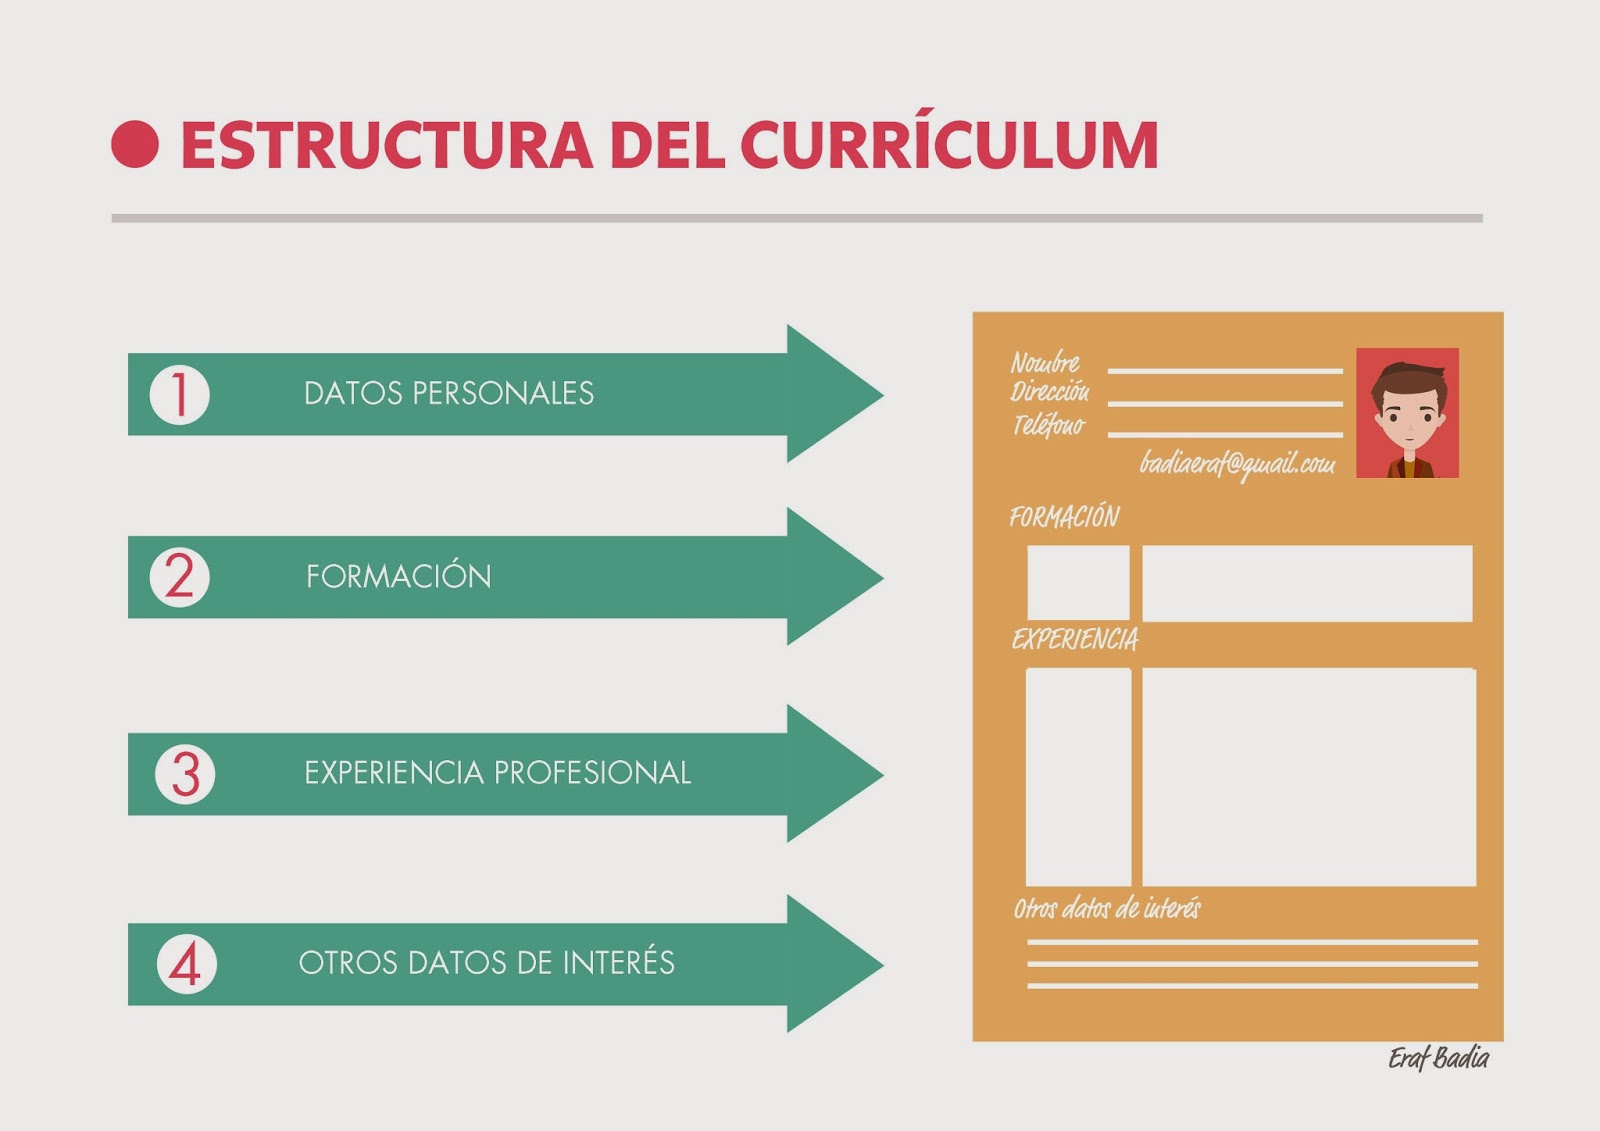 ESTRUCTURA DEL CURRÍCULUM
1 DATOS PERSONALES
2 FORMACIÓN
3 EXPERIENCIA PROFESIONAL
4 OTROS DATOS DE INTERÉS
Nombre
Dirección
Teléfono
badiaeraf@gmail.com
FORMACIÓN
EXPERIENCIA
Otros datos de interés
Eraf Badia